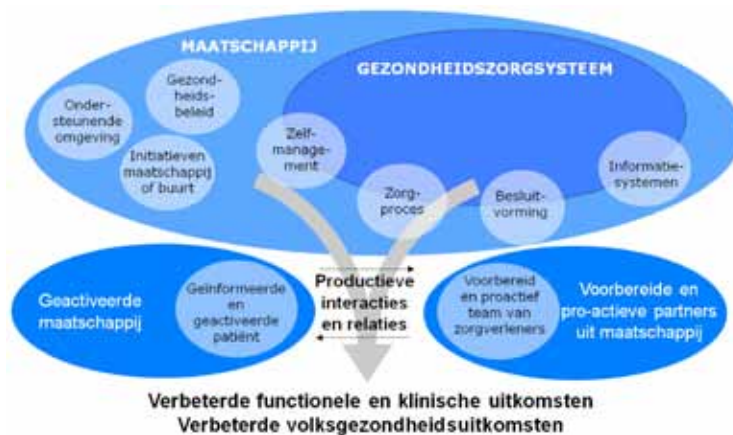 MAATSCHAPPIJ
GEZONDHEIDSZORGSYSTEEM
Gezond-
heids-
beleid
Onder-
steunende
omgeving
Initiatieven
maatschappij
of buurt
Zelf-
manage-
ment
Zorg-
proces
Besluit-
vorming
Informatie-
systemen
Geactiveerde
maatschappij
Geïnformeerde
en
geactiveerde
patiënt
Productieve
interacties
en relaties
Voorbereid
en proactief
team van
zorgverleners
Voorbereide en
pro-actieve partners
uit maatschappij
Verbeterde functionele en klinische uitkomsten
Verbeterde volksgezondheidsuitkomsten